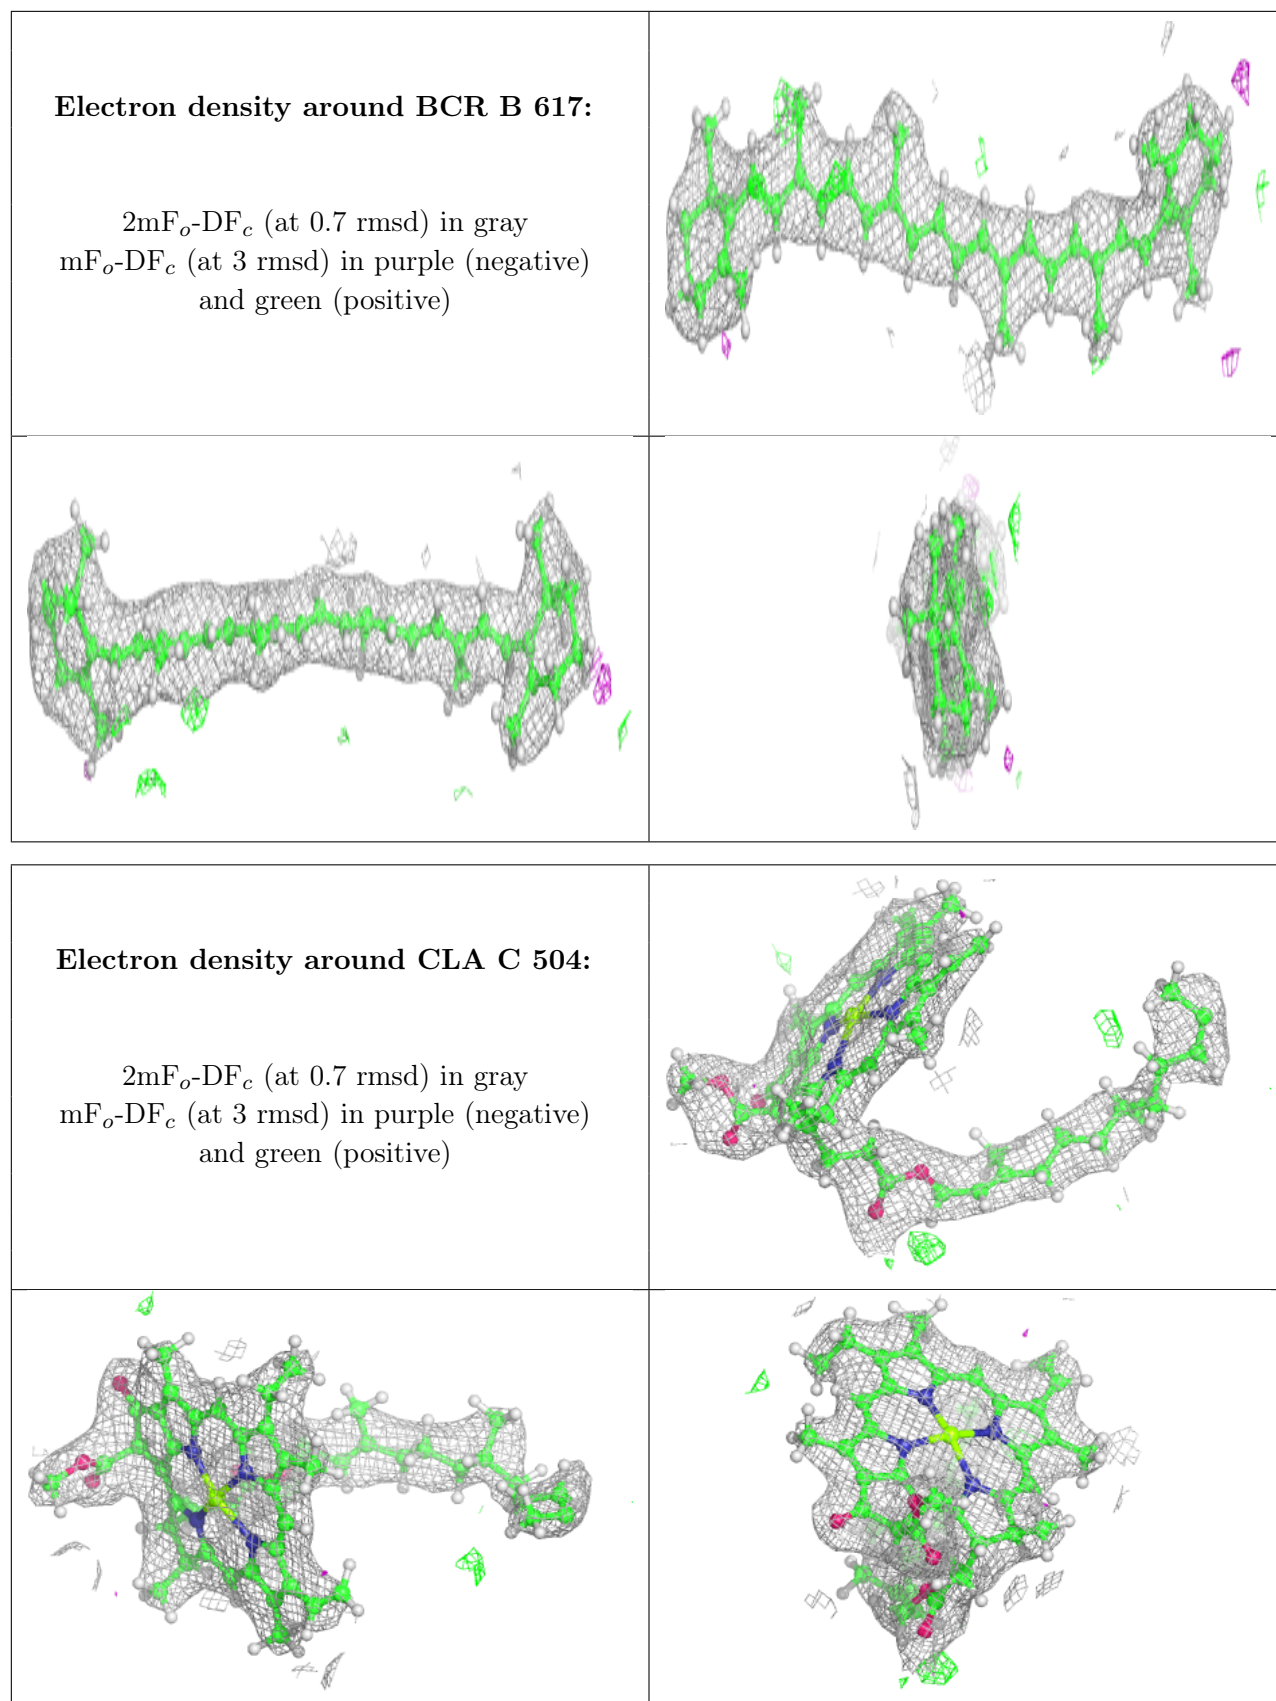 Electron density around BCR B 617:
2mFo-DFc (at 0.7 rmsd) in gray
mFo-DFc (at 3 rmsd) in purple (negative)
and green (positive)
Electron density around CLA C 504:
2mFo-DFc (at 0.7 rmsd) in gray
mFo-DFc (at 3 rmsd) in purple (negative)
and green (positive)